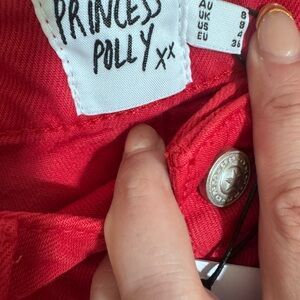 PRINCESS
POLLY xx
AU 8
UK 8
US 4
EU 36